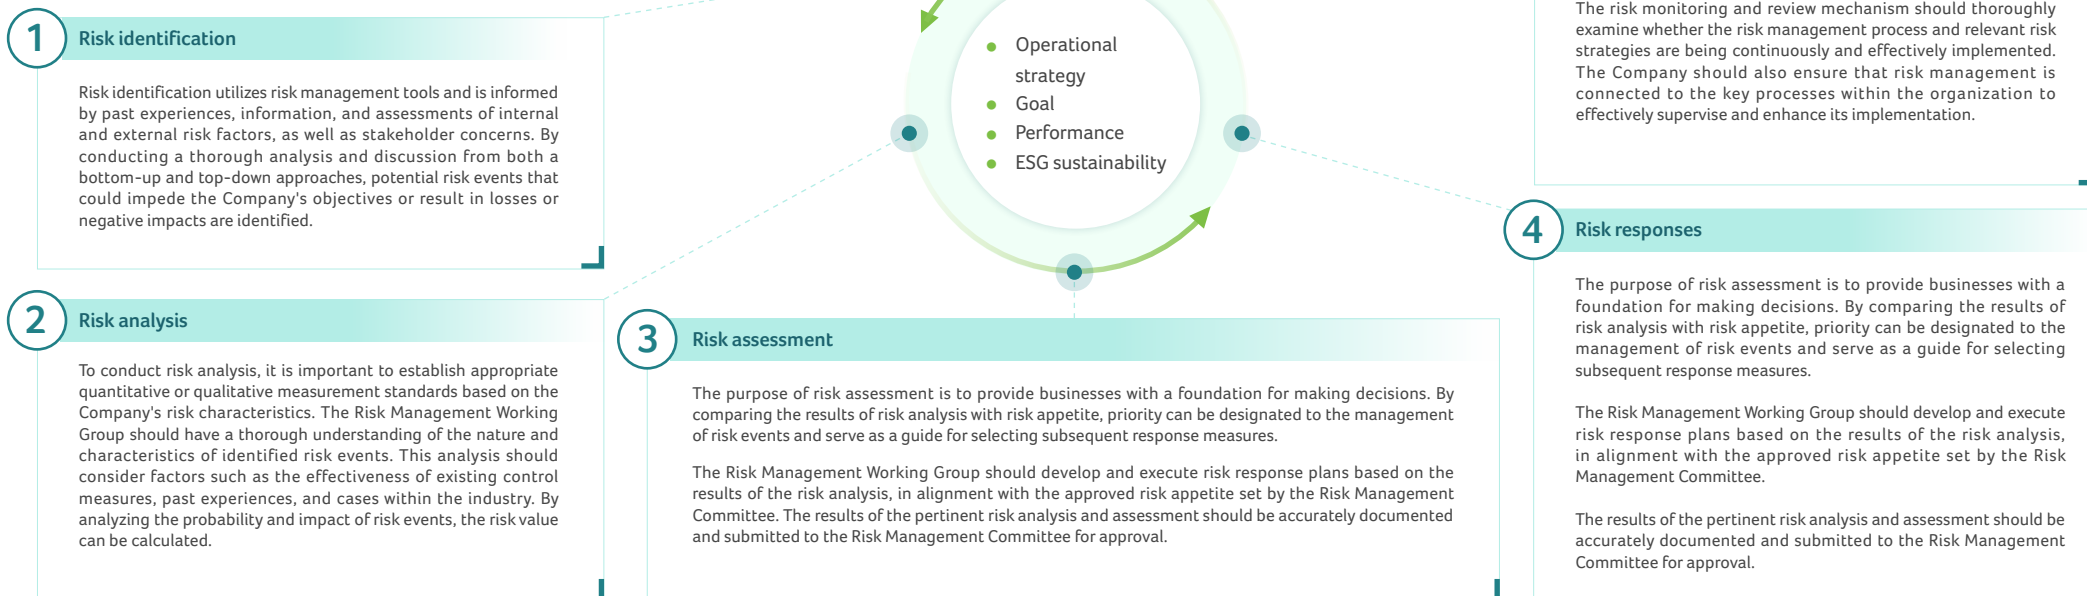 1
Risk identification
Risk identification utilizes risk management tools and is informed
by past experiences, information, and assessments of internal
and external risk factors, as well as stakeholder concerns. By
conducting a thorough analysis and discussion from both a
bottom-up and top-down approaches, potential risk events that
could impede the Company's objectives or result in losses or
negative impacts are identified.
2
Risk analysis
To conduct risk analysis, it is important to establish appropriate
quantitative or qualitative measurement standards based on the
Company's risk characteristics. The Risk Management Working
Group should have a thorough understanding of the nature and
characteristics of identified risk events. This analysis should
consider factors such as the effectiveness of existing control
measures, past experiences, and cases within the industry. By
analyzing the probability and impact of risk events, the risk value
can be calculated.
Operational
strategy
Goal
Performance
ESG sustainability
3
Risk assessment
The purpose of risk assessment is to provide businesses with a foundation for making decisions. By
comparing the results of risk analysis with risk appetite, priority can be designated to the management
of risk events and serve as a guide for selecting subsequent response measures.
The Risk Management Working Group should develop and execute risk response plans based on the
results of the risk analysis, in alignment with the approved risk appetite set by the Risk Management
Committee. The results of the pertinent risk analysis and assessment should be accurately documented
and submitted to the Risk Management Committee for approval.
The risk monitoring and review mechanism should thoroughly
examine whether the risk management process and relevant risk
strategies are being continuously and effectively implemented.
The Company should also ensure that risk management is
connected to the key processes within the organization to
effectively supervise and enhance its implementation.
4
Risk responses
The purpose of risk assessment is to provide businesses with a
foundation for making decisions. By comparing the results of
risk analysis with risk appetite, priority can be designated to the
management of risk events and serve as a guide for selecting
subsequent response measures.
The Risk Management Working Group should develop and execute
risk response plans based on the results of the risk analysis,
in alignment with the approved risk appetite set by the Risk
Management Committee.
The results of the pertinent risk analysis and assessment should be
accurately documented and submitted to the Risk Management
Committee for approval.